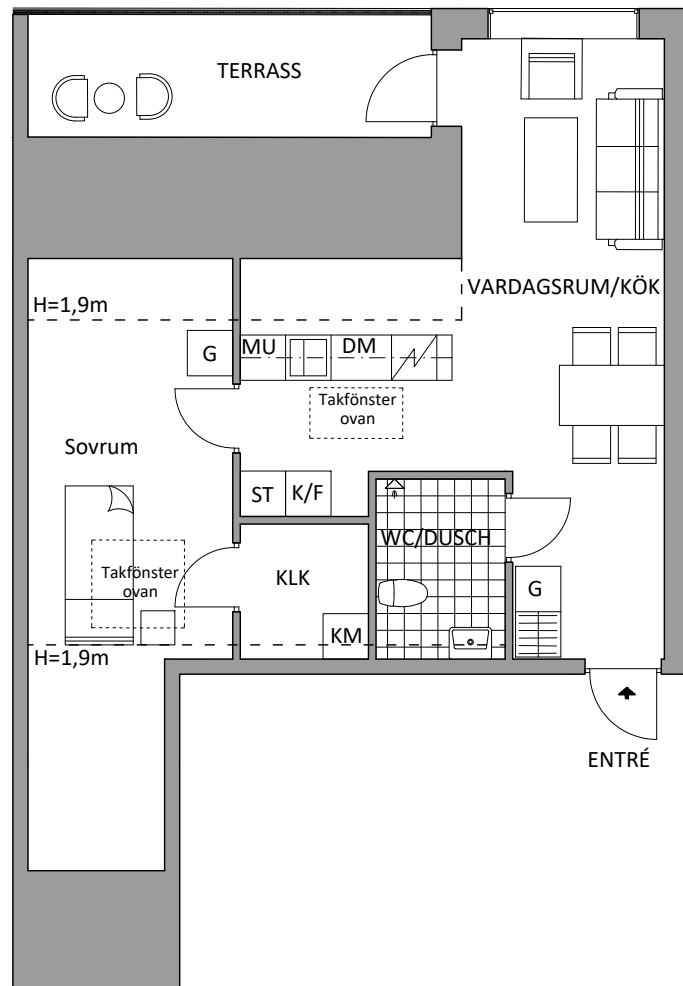 TERRASS
VARDAGSRUM/KÖK
H=1,9m
G
MU
DM
Takfönster
ovan
Sovrum
ST
K/F
WC/DUSCH
Takfönster
ovan
KLK
G
KM
H=1,9m
ENTRÉ